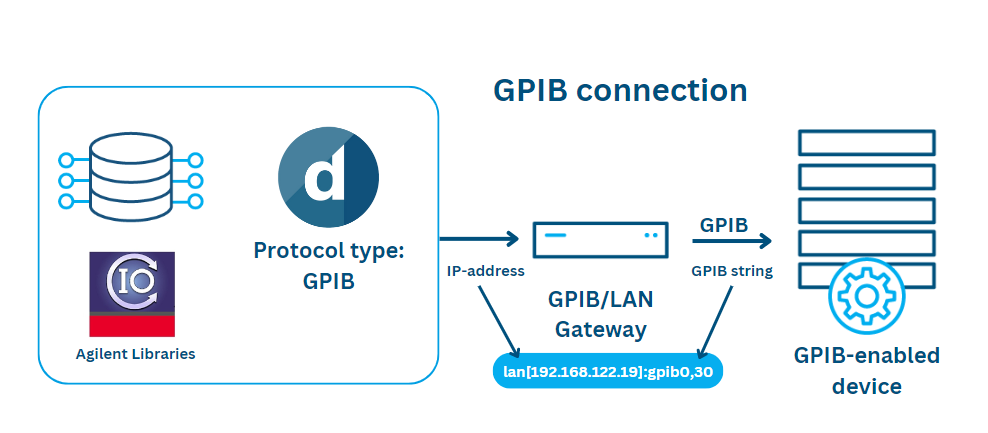 GPIB connection
d
Protocol type:
GPIB
IO
Agilent Libraries
IP-address
GPIB
GPIB string
GPIB/LAN
Gateway
lan[192.168.122.19]:gpib0,30
GPIB-enabled
device